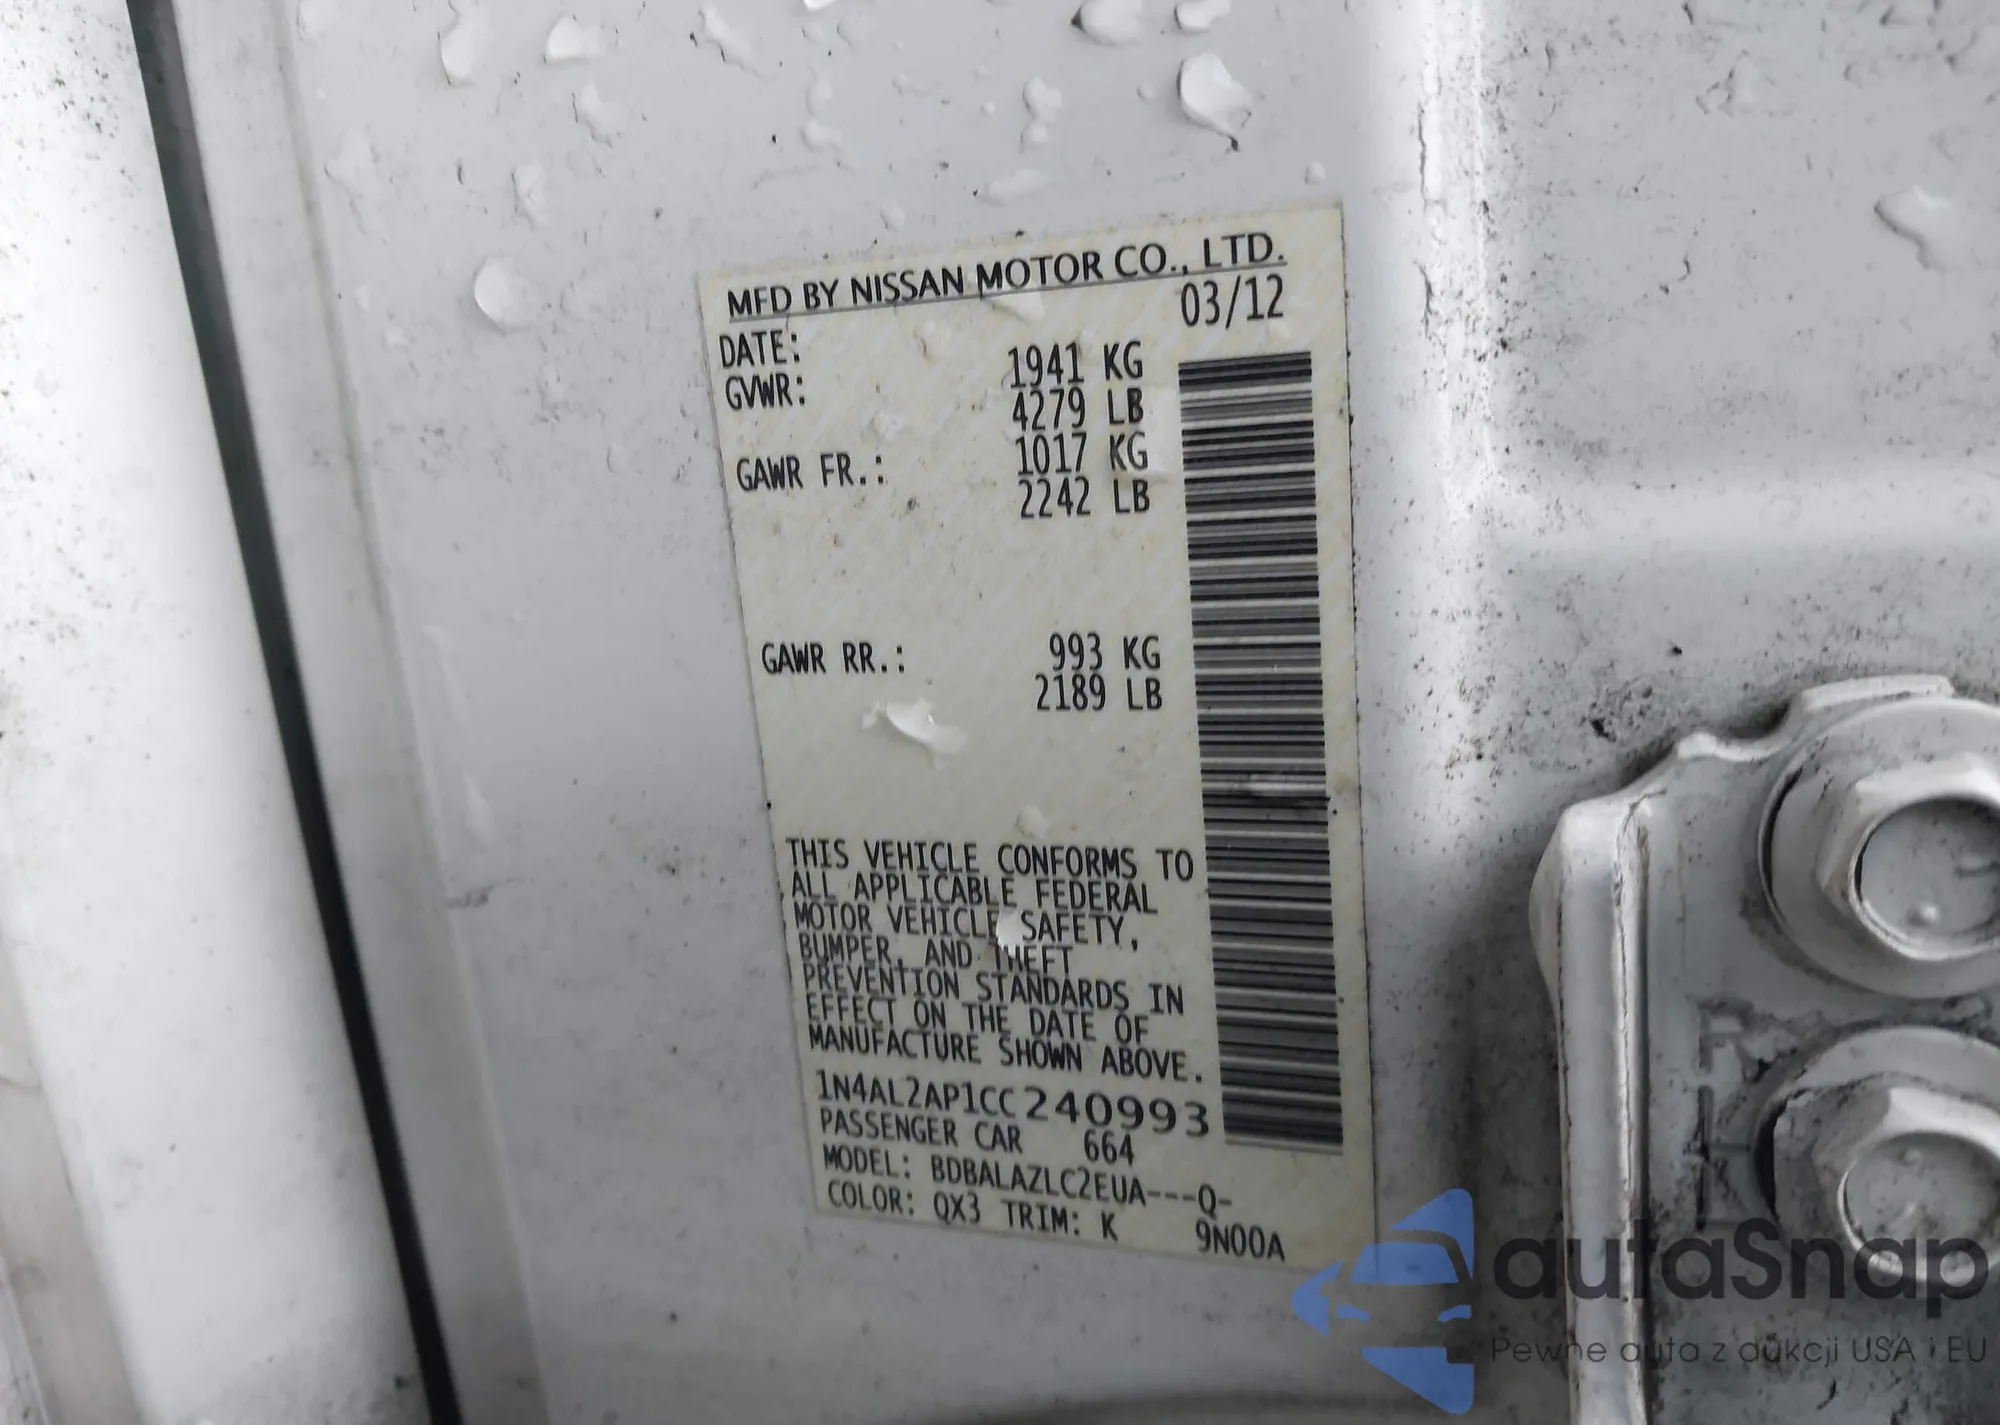 MFD BY NISSAN MOTOR CO., LTD.
DATE: 03/12
GVWR: 1941 KG
4279 LB
GAWR FR.: 1017 KG
2242 LB
GAWR RR.: 993 KG
2189 LB
THIS VEHICLE CONFORMS TO
ALL APPLICABLE FEDERAL
MOTOR VEHICLE SAFETY,
BUMPER, AND THEFT
PREVENTION STANDARDS IN
EFFECT ON THE DATE OF
MANUFACTURE SHOWN ABOVE.
1N4AL2AP1CC240993
PASSENGER CAR 664
MODEL: BDBALAZLC2EUA---Q-
COLOR: QX3 TRIM: K 9N00A
autaSnap
Pewne auta z aukcji USA i EU